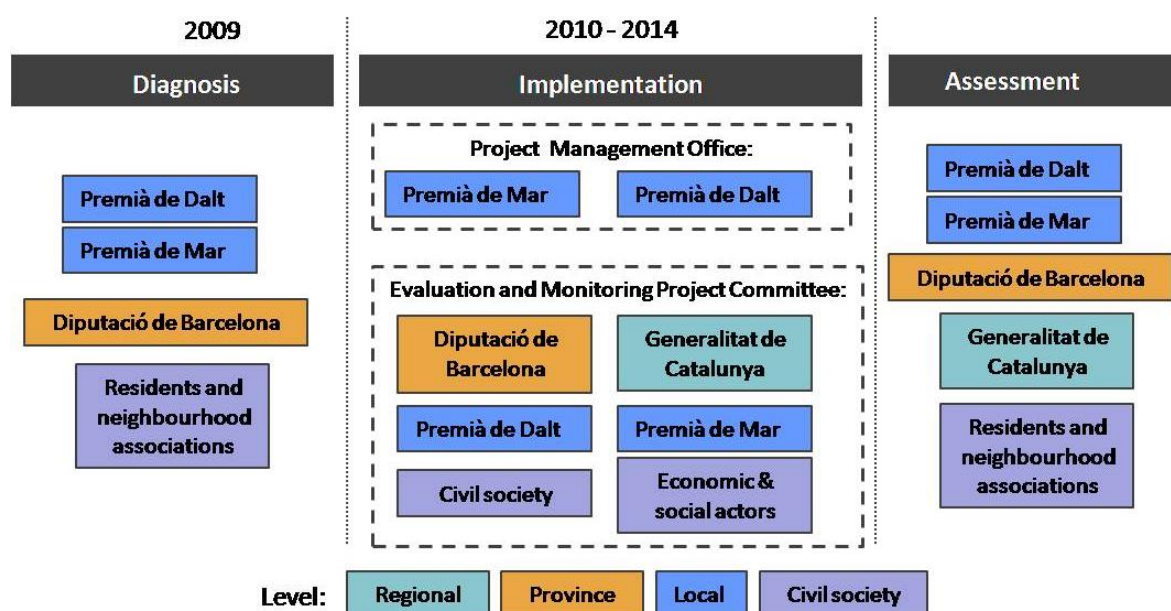 2009
Diagnosis
Premià de Dalt
Premià de Mar
Diputació de Barcelona
Residents and
neighbourhood
associations
2010 - 2014
Implementation
Project Management Office:
Premià de Mar
Premià de Dalt
Evaluation and Monitoring Project Committee:
Diputació de
Barcelona
Generalitat de
Catalunya
Premià de Dalt
Premià de Mar
Civil society
Economic &
social actors
Assessment
Premià de Dalt
Premià de Mar
Diputació de Barcelona
Generalitat de
Catalunya
Residents and
neighbourhood
associations
Level:
Regional
Province
Local
Civil society